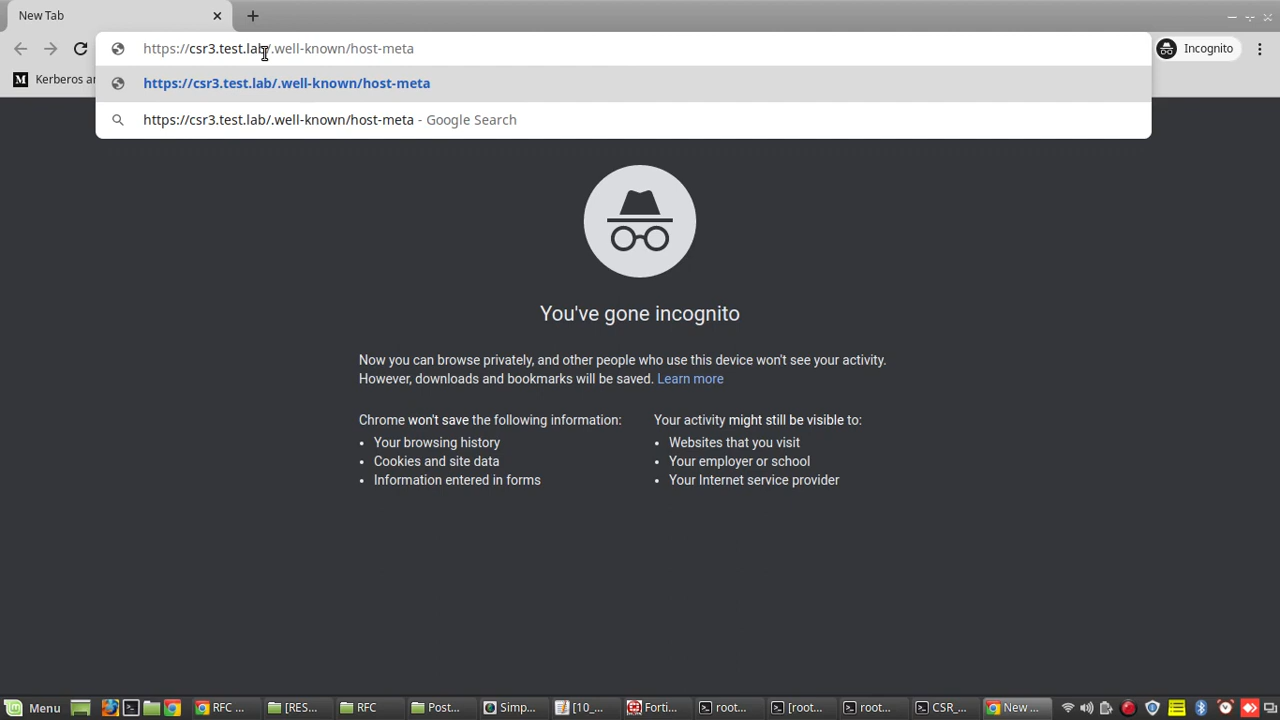 New Tab
https://csr3.test.lab/.well-known/host-meta
Incognito
Kerberos ar
https://csr3.test.lab/.well-known/host-meta
https://csr3.test.lab/.well-known/host-meta - Google Search
You've gone incognito
Now you can browse privately, and other people who use this device won't see your activity.
However, downloads and bookmarks will be saved. Learn more
Chrome won't save the following information:
• Your browsing history
• Cookies and site data
• Information entered in forms
Your activity might still be visible to:
• Websites that you visit
• Your employer or school
• Your Internet service provider
Menu RFC ... [RES... RFC Post... Simp... [10_... Forti... root... [root... root... CSR_... New ...